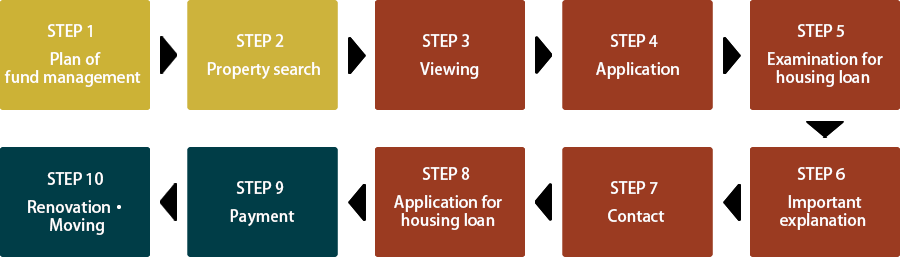 STEP 1
Plan of
fund management
STEP 2
Property search
STEP 3
Viewing
STEP 4
Application
STEP 5
Examination for
housing loan
STEP 6
Important
explanation
STEP 7
Contact
STEP 8
Application for
housing loan
STEP 9
Payment
STEP 10
Renovation・
Moving